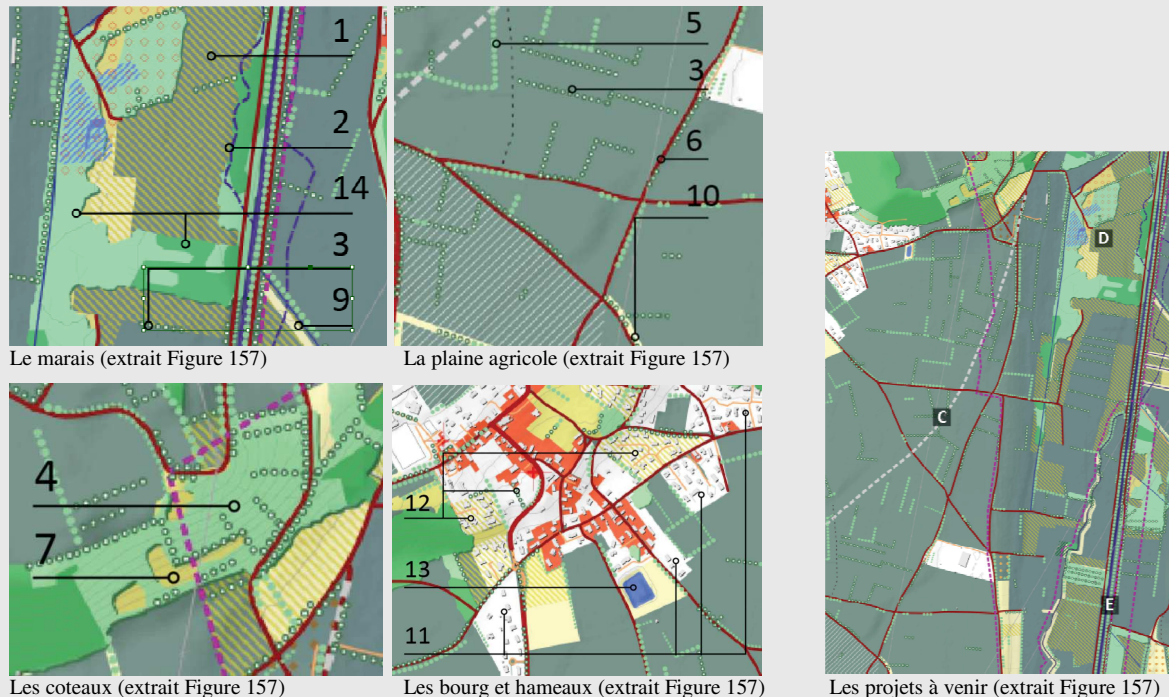 1
2
14
3
9
Le marais (extrait Figure 157)
5
3
6
10
La plaine agricole (extrait Figure 157)
4
7
Les coteaux (extrait Figure 157)
12
13
11
Les bourg et hameaux (extrait Figure 157)
D
C
E
Les projets à venir (extrait Figure 157)